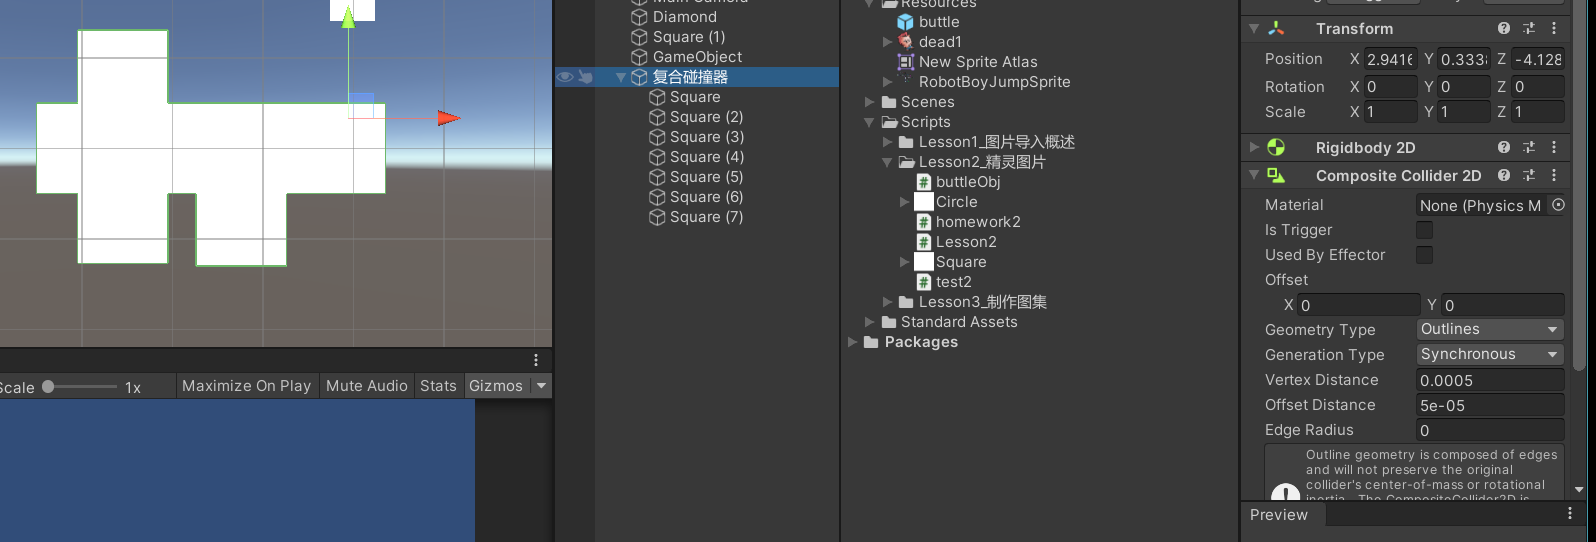 Diamond
Square (1)
GameObject
复合碰撞器
Square
Square (2)
Square (3)
Square (4)
Square (5)
Square (6)
Square (7)
Resources
buttle
dead1
New Sprite Atlas
RobotBoyJumpSprite
Scenes
Scripts
Lesson1_图片导入概述
Lesson2_精灵图片
buttleObj
Circle
homework2
Lesson2
Square
test2
Lesson3_制作图集
Standard Assets
Packages
Transform
Position X 2.9416 Y 0.333 Z -4.128
Rotation X 0 Y 0 Z 0
Scale X 1 Y 1 Z 1
Rigidbody 2D
Composite Collider 2D
Material None (Physics M
Is Trigger
Used By Effector
Offset
X 0 Y 0
Geometry Type Outlines
Generation Type Synchronous
Vertex Distance 0.0005
Offset Distance 5e-05
Edge Radius 0
Outline geometry is composed of edges
and will not preserve the original
collider's center-of-mass or rotational
inertia. The CompositeCollider2D is
Preview
Scale 1x Maximize On Play Mute Audio Stats Gizmos